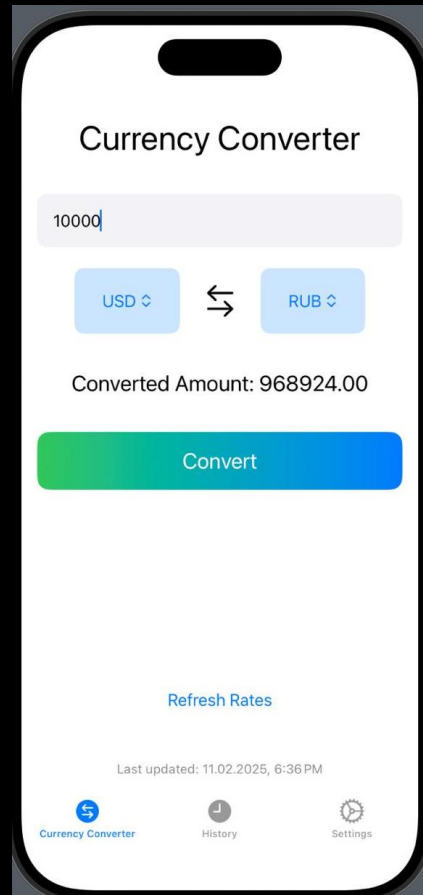 Currency Converter
10000
USD RUB
Converted Amount: 968924.00
Convert
Refresh Rates
Last updated: 11.02.2025, 6:36 PM
Currency Converter History Settings